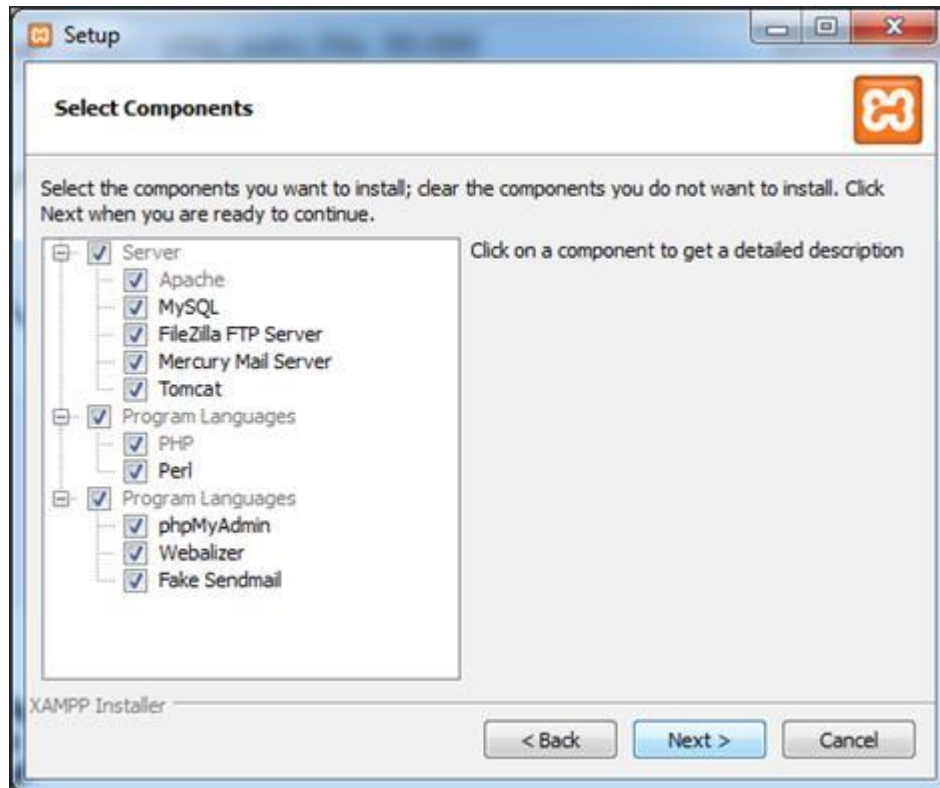 Setup
Select Components
Select the components you want to install; clear the components you do not want to install. Click
Next when you are ready to continue.
Server
Apache
MySQL
FileZilla FTP Server
Mercury Mail Server
Tomcat
Program Languages
PHP
Perl
Program Languages
phpMyAdmin
Webalizer
Fake Sendmail
Click on a component to get a detailed description
XAMPP Installer
< Back
Next >
Cancel